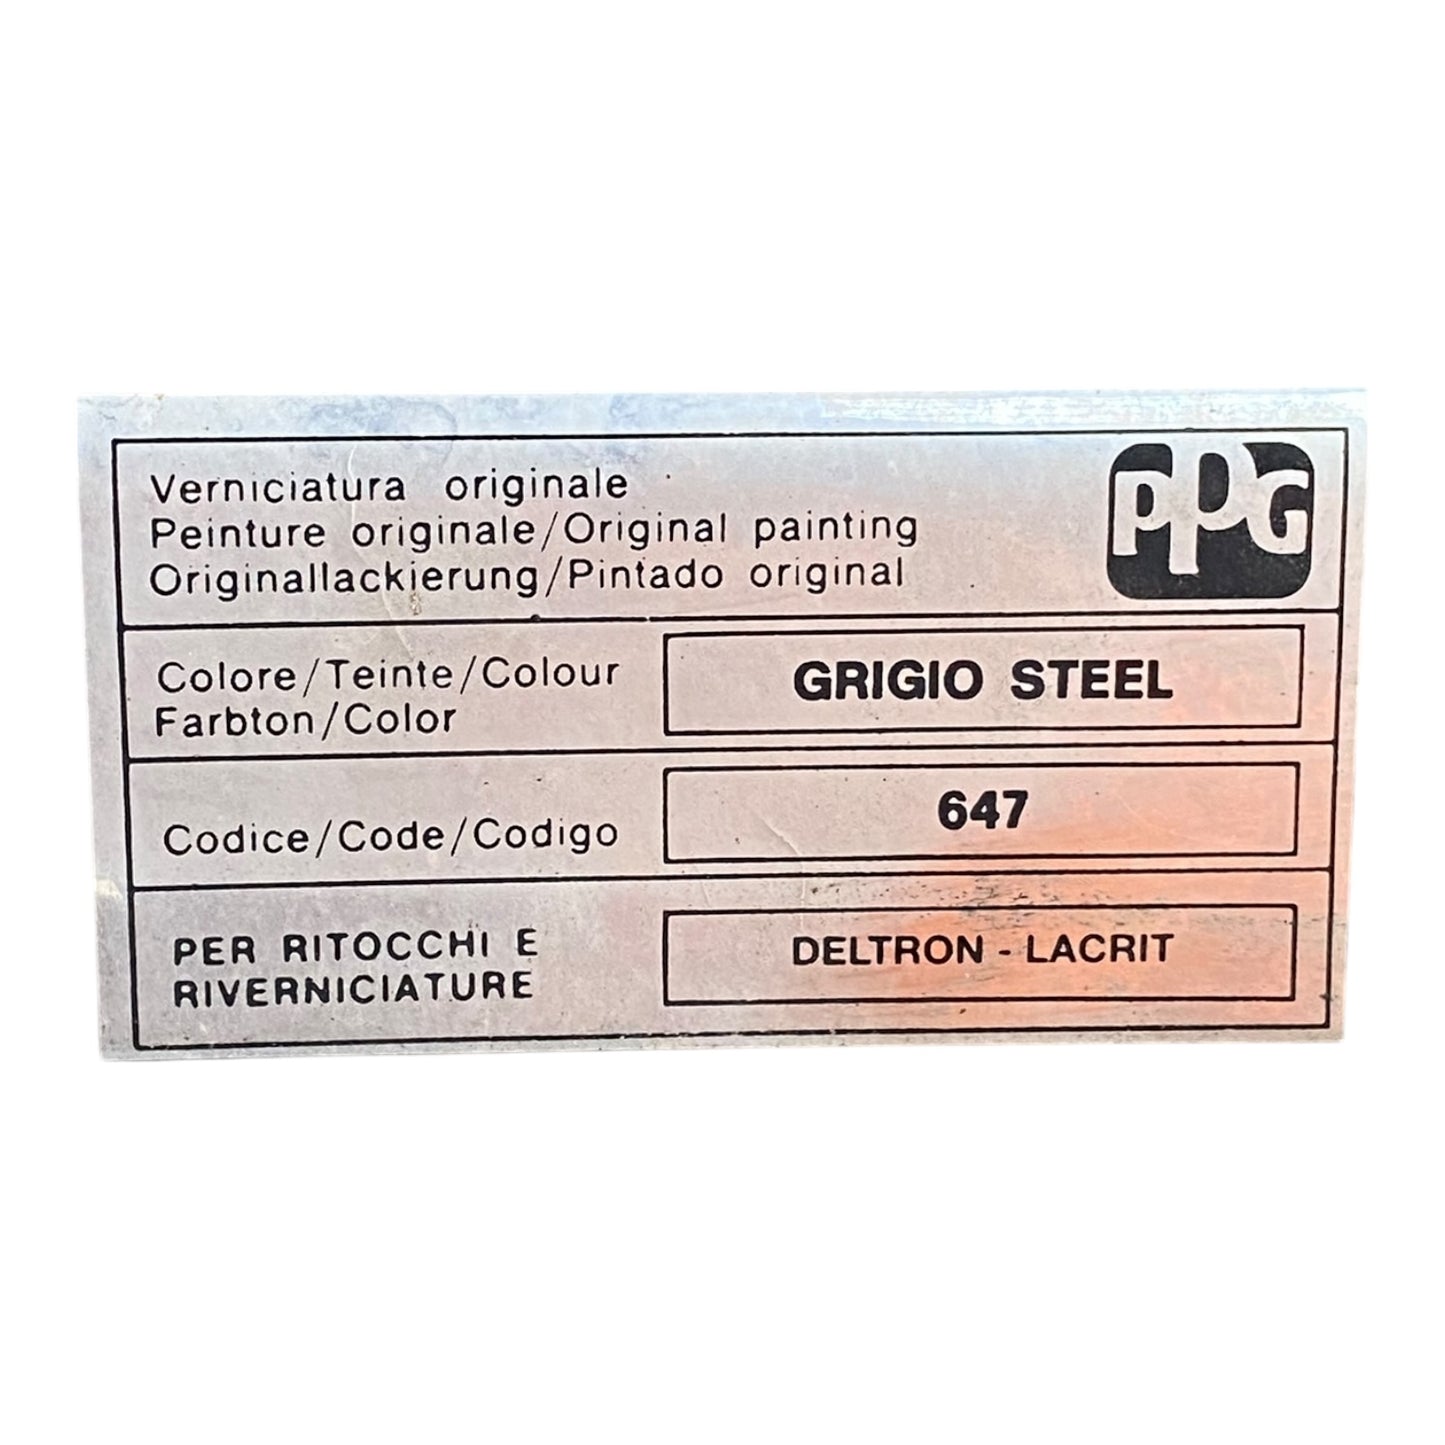 Verniciatura originale
Peinture originale/Original painting
Originallackierung/Pintado original
PPG
Colore/Teinte/Colour
Farbton/Color
GRIGIO STEEL
Codice/Code/Codigo
647
PER RITOCCHI E
RIVERNICIATURE
DELTRON - LACRIT